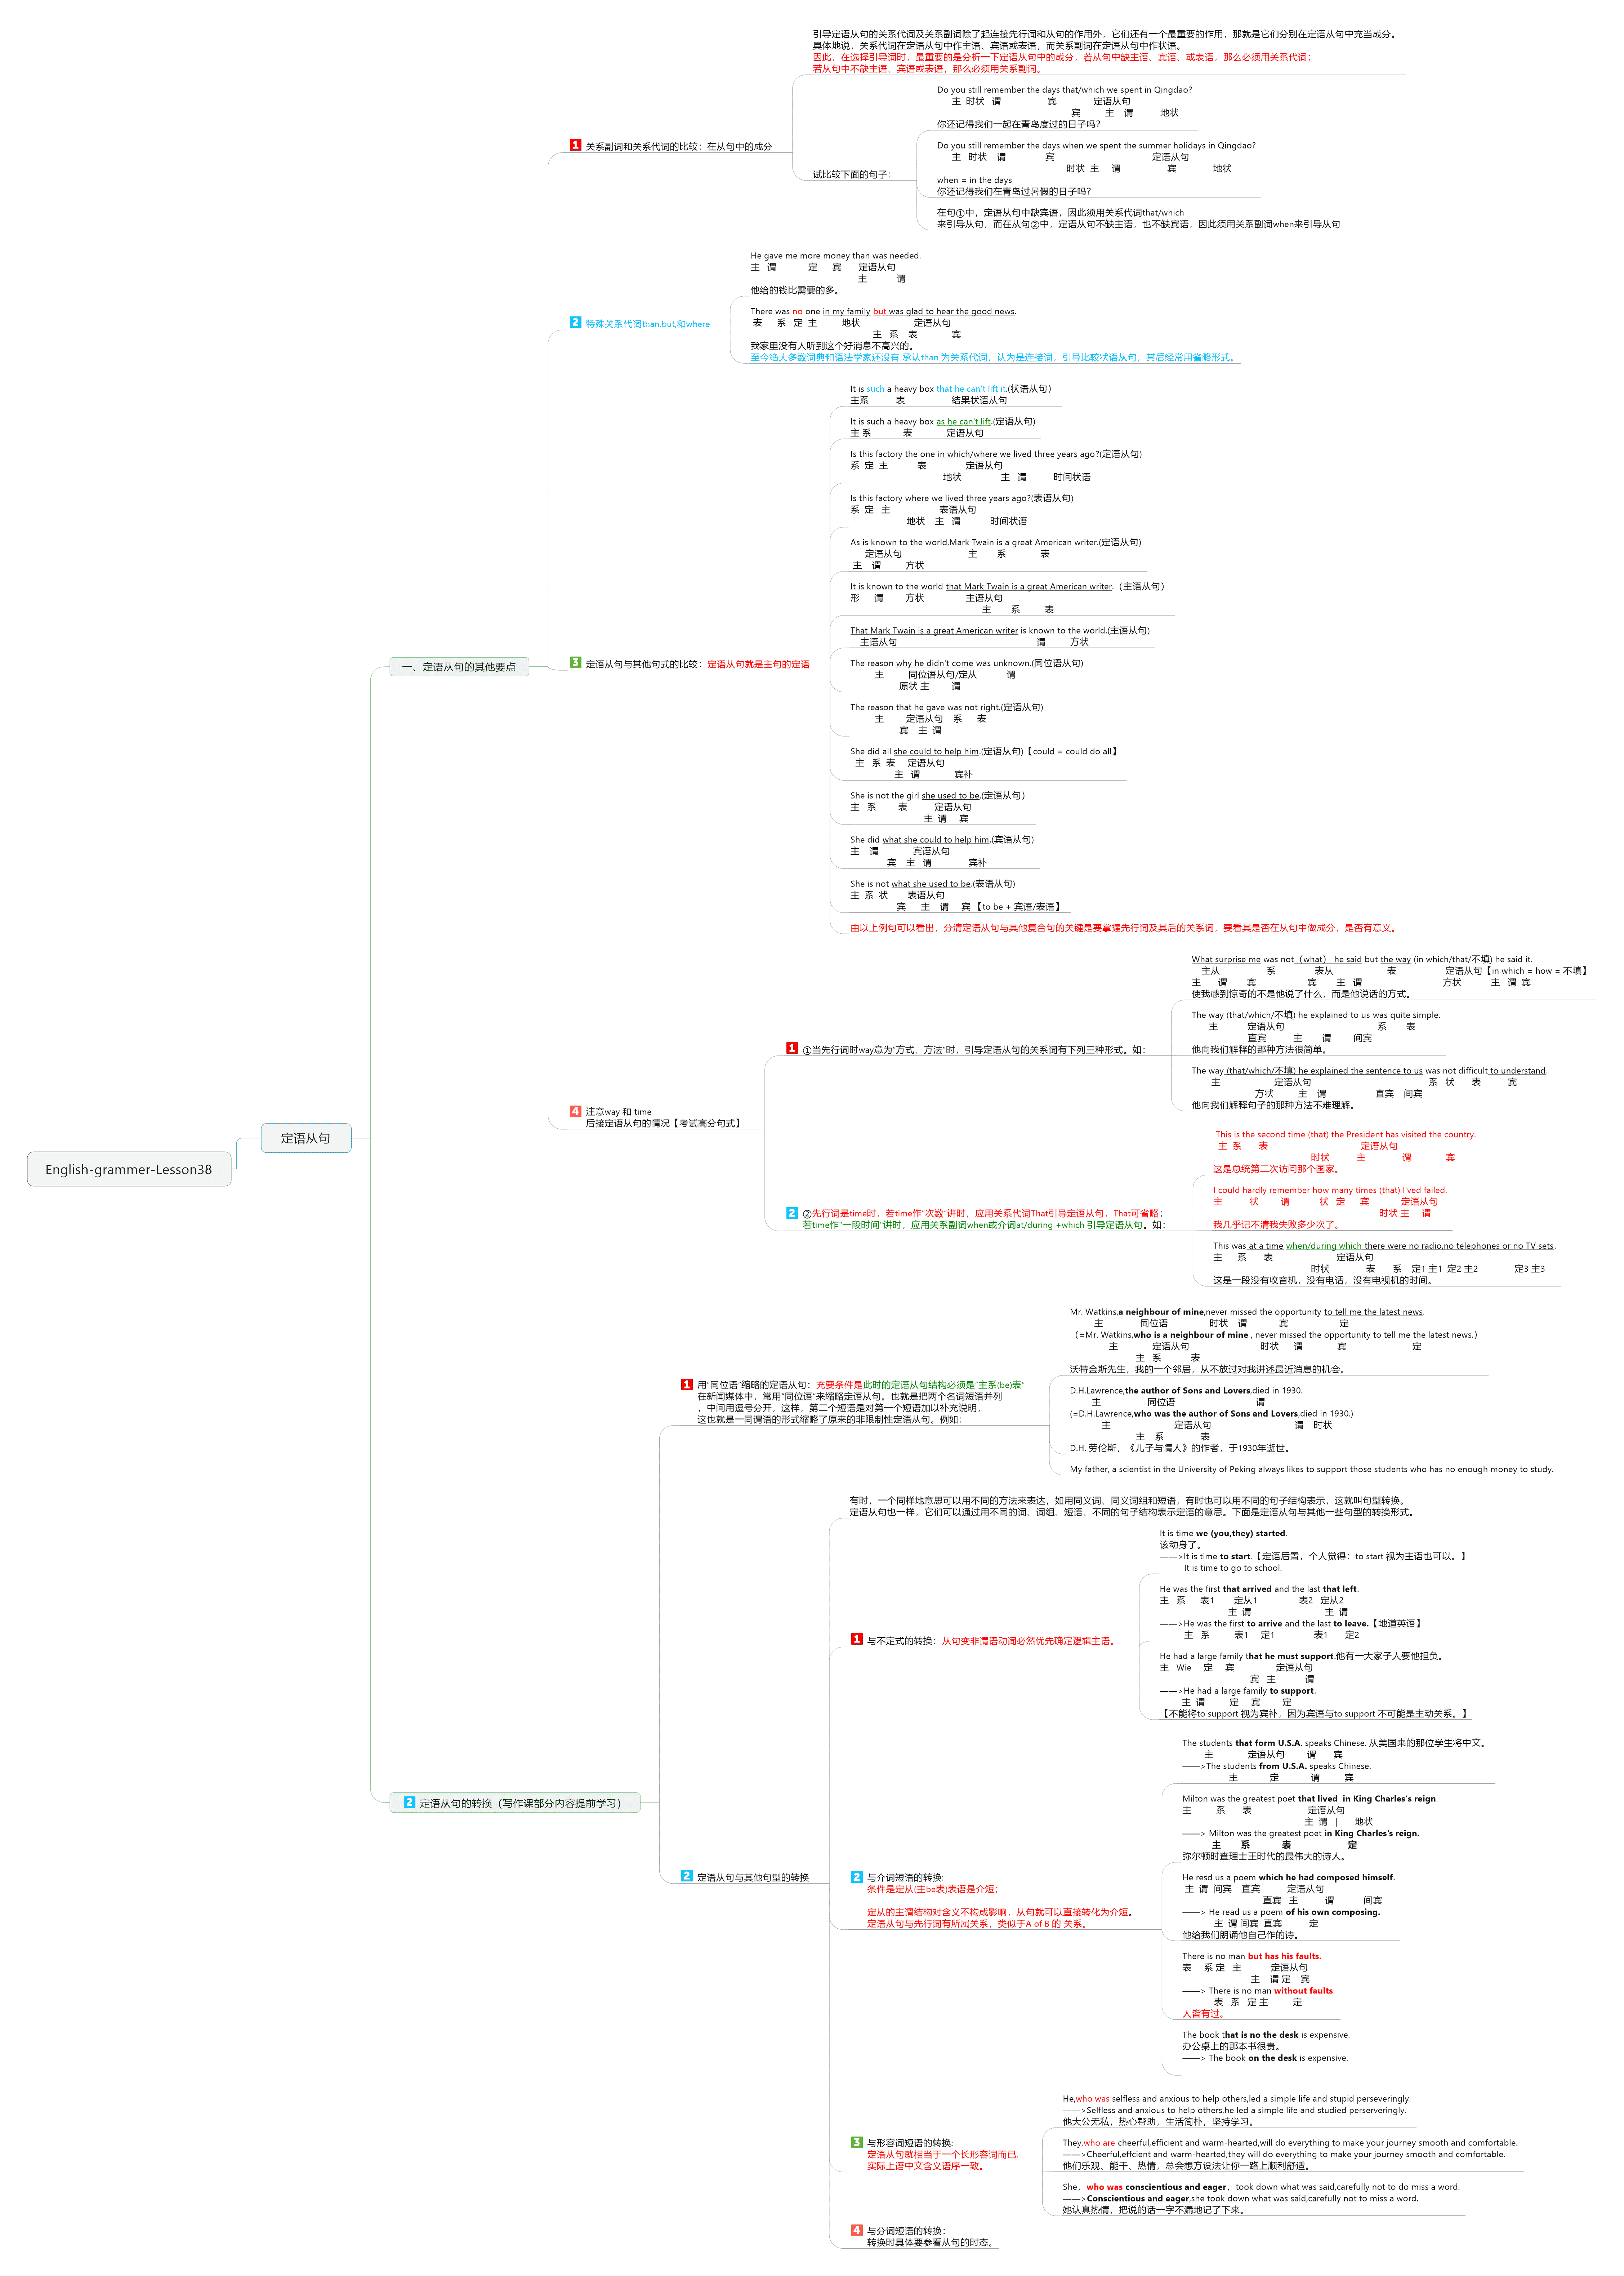 English-grammer-Lesson38
定语从句
一、定语从句的其他要点
1 关系副词和关系代词的比较：在从句中的成分
引导定语从句的关系代词及关系副词除了起连接先行词和从句的作用外，它们还有一个最重要的作用，那就是它们分别在定语从句中充当成分。
具体地说，关系代词在定语从句中作主语、宾语或表语，而关系副词在定语从句中作状语。
因此，在选择引导词时，最重要的是分析一下定语从句中的成分，若从句中缺主语、宾语、或表语，那么必须用关系代词；
若从句中不缺主语、宾语或表语，那么必须用关系副词。
试比较下面的句子：
Do you still remember the days that/which we spent in Qingdao?
主 时状 谓 宾 定语从句
宾 主 谓 地状
你还记得我们一起在青岛度过的日子吗？
Do you still remember the days when we spent the summer holidays in Qingdao?
主 时状 谓 宾 定语从句
时状 主 谓 宾 地状
when = in the days
你还记得我们在青岛过暑假的日子吗？
在句①中，定语从句中缺宾语，因此须用关系代词that/which
来引导从句，而在从句②中，定语从句不缺主语，也不缺宾语，因此须用关系副词when来引导从句
2 特殊关系代词than,but,和where
He gave me more money than was needed.
主 谓 定 宾 定语从句
主 谓
他给的钱比需要的多。
There was no one in my family but was glad to hear the good news.
表 系 定 主 地状 定语从句
主 系 表 宾
我家里没有人听到这个好消息不高兴的。
至今绝大多数词典和语法学家还没有 承认than 为关系代词，认为是连接词，引导比较状语从句，其后经常用省略形式。
3 定语从句与其他句式的比较：定语从句就是主句的定语
It is such a heavy box that he can't lift it.(状语从句）
主系 表 结果状语从句
It is such a heavy box as he can't lift.(定语从句)
主 系 表 定语从句
Is this factory the one in which/where we lived three years ago?(定语从句)
系 定 主 表 定语从句
地状 主 谓 时间状语
Is this factory where we lived three years ago?(表语从句)
系 定 主 表语从句
地状 主 谓 时间状语
As is known to the world,Mark Twain is a great American writer.(定语从句)
定语从句 主 系 表
主 谓 方状
It is known to the world that Mark Twain is a great American writer.（主语从句）
形 谓 方状 主语从句
主 系 表
That Mark Twain is a great American writer is known to the world.(主语从句)
主语从句 谓 方状
The reason why he didn't come was unknown.(同位语从句)
主 同位语从句/定从 谓
原状 主 谓
The reason that he gave was not right.(定语从句)
主 定语从句 系 表
宾 主 谓
She did all she could to help him.(定语从句)【could = could do all】
主 系 表 定语从句
主 谓 宾补
She is not the girl she used to be.(定语从句）
主 系 表 定语从句
主 谓 宾
She did what she could to help him.(宾语从句)
主 谓 宾语从句
宾 主 谓 宾补
She is not what she used to be.(表语从句)
主 系 状 表语从句
宾 主 谓 宾【to be + 宾语/表语】
由以上例句可以看出，分清定语从句与其他复合句的关键是要掌握先行词及其后的关系词，要看其是否在从句中做成分，是否有意义。
4 注意way 和 time
后接定语从句的情况【考试高分句式】
1 ①当先行词时way意为“方式、方法”时，引导定语从句的关系词有下列三种形式。如：
What surprise me was not（what） he said but the way (in which/that/不填) he said it.
主从 系 表从 表 定语从句【in which = how = 不填】
主 谓 宾 宾 主 谓 方状 主 谓 宾
使我感到惊奇的不是他说了什么，而是他说话的方式。
The way (that/which/不填) he explained to us was quite simple.
主 定语从句 系 表
直宾 主 谓 间宾
他向我们解释的那种方法很简单。
The way (that/which/不填) he explained the sentence to us was not difficult to understand.
主 定语从句 系 状 表 宾
方状 主 谓 直宾 间宾
他向我们解释句子的那种方法不难理解。
2 ②先行词是time时，若time作“次数”讲时，应用关系代词That引导定语从句，That可省略；
若time作“一段时间”讲时，应用关系副词when或介词at/during +which 引导定语从句。如：
This is the second time (that) the President has visited the country.
主 系 表 定语从句
时状 主 谓 宾
这是总统第二次访问那个国家。
I could hardly remember how many times (that) I'ved failed.
主 状 谓 状 定 宾 定语从句
时状 主 谓
我几乎记不清我失败多少次了。
This was at a time when/during which there were no radio,no telephones or no TV sets.
主 系 表 定语从句
时状 表 系 定1 主1 定2 主2 定3 主3
这是一段没有收音机，没有电话，没有电视机的时间。
2 定语从句的转换（写作课部分内容提前学习）
1 用“同位语”缩略的定语从句：充要条件是此时的定语从句结构必须是“主系(be)表”
在新闻媒体中，常用“同位语”来缩略定语从句。也就是把两个名词短语并列
，中间用逗号分开，这样，第二个短语是对第一个短语加以补充说明，
这也就是一同谓语的形式缩略了原来的非限制性定语从句。例如：
Mr. Watkins,a neighbour of mine,never missed the opportunity to tell me the latest news.
主 同位语 时状 谓 宾 定
（=Mr. Watkins,who is a neighbour of mine , never missed the opportunity to tell me the latest news.）
主 定语从句 时状 谓 宾 定
主 系 表
沃特金斯先生，我的一个邻居，从不放过对我讲述最近消息的机会。
D.H.Lawrence,the author of Sons and Lovers,died in 1930.
主 同位语 谓
(=D.H.Lawrence,who was the author of Sons and Lovers,died in 1930.)
主 定语从句 谓 时状
主 系 表
D.H. 劳伦斯，《儿子与情人》的作者，于1930年逝世。
My father, a scientist in the University of Peking always likes to support those students who has no enough money to study.
2 定语从句与其他句型的转换
有时，一个同样地意思可以用不同的方法来表达，如用同义词、同义词组和短语，有时也可以用不同的句子结构表示，这就叫句型转换。
定语从句也一样，它们可以通过用不同的词、词组、短语、不同的句子结构表示定语的意思。下面是定语从句与其他一些句型的转换形式。
1 与不定式的转换：从句变非谓语动词必然优先确定逻辑主语。
It is time we (you,they) started.
该动身了。
——>It is time to start.【定语后置，个人觉得：to start 视为主语也可以。】
It is time to go to school.
He was the first that arrived and the last that left.
主 系 表1 定从1 表2 定从2
主 谓 主 谓
——>He was the first to arrive and the last to leave.【地道英语】
主 系 表1 定1 表1 定2
He had a large family that he must support.他有一大家子人要他担负。
主 Wie 定 宾 定语从句
宾 主 谓
——>He had a large family to support.
主 谓 定 宾 定
【不能将to support 视为宾补，因为宾语与to support 不可能是主动关系。】
2 与介词短语的转换:
条件是定从(主be表)表语是介短；
定从的主谓结构对含义不构成影响，从句就可以直接转化为介短。
定语从句与先行词有所属关系，类似于A of B 的 关系。
The students that form U.S.A. speaks Chinese. 从美国来的那位学生将中文。
主 定语从句 谓 宾
——>The students from U.S.A. speaks Chinese.
主 定 谓 宾
Milton was the greatest poet that lived in King Charles's reign.
主 系 表 定语从句
主 谓 | 地状
——> Milton was the greatest poet in King Charles's reign.
主 系 表 定
弥尔顿时查理士王时代的最伟大的诗人。
He resd us a poem which he had composed himself.
主 谓 间宾 直宾 定语从句
直宾 主 谓 间宾
——> He read us a poem of his own composing.
主 谓 间宾 直宾 定
他给我们朗诵他自己作的诗。
There is no man but has his faults.
表 系 定 主 定语从句
主 谓 定 宾
——> There is no man without faults.
表 系 定 主 定
人皆有过。
The book that is no the desk is expensive.
办公桌上的那本书很贵。
——> The book on the desk is expensive.
3 与形容词短语的转换:
定语从句就相当于一个长形容词而已,
实际上语中文含义语序一致。
He,who was selfless and anxious to help others,led a simple life and stupid perseveringly.
——>Selfless and anxious to help others,he led a simple life and studied perserveringly.
他大公无私，热心帮助，生活简朴，坚持学习。
They,who are cheerful,efficient and warm-hearted,will do everything to make your journey smooth and comfortable.
——>Cheerful,effcient and warm-hearted,they will do everything to make your journey smooth and comfortable.
他们乐观、能干、热情，总会想方设法让你一路上顺利舒适。
She，who was conscientious and eager，took down what was said,carefully not to do miss a word.
——>Conscientious and eager,she took down what was said,carefully not to miss a word.
她认真热情，把说的话一字不漏地记了下来。
4 与分词短语的转换：
转换时具体要参看从句的时态。